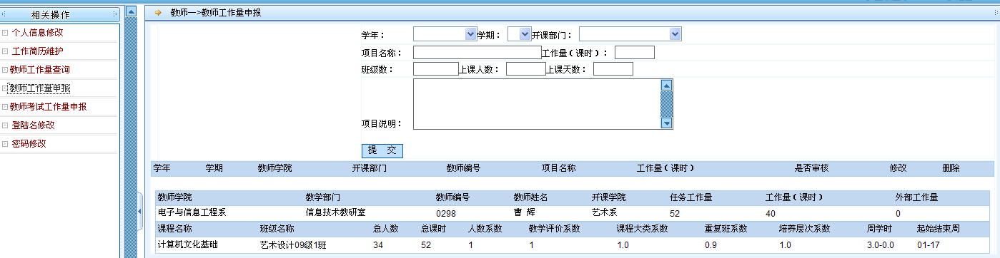 相关操作
个人信息修改
工作简历维护
教师工作量查询
教师工作量申报
教师考试工作量申报
登陆名修改
密码修改
教师—>教师工作量申报
学年： 学期： 开课部门：
项目名称： 工作量（课时）：
班级数： 上课人数： 上课天数：
项目说明：
提 交
学年 学期 教师学院 开课部门 教师编号 项目名称 工作量（课时） 是否审核 修改 删除
教师学院 教学部门 教师编号 教师姓名 开课学院 任务工作量 工作量（课时） 外部工作量
电子与信息工程系 信息技术教研室 0298 曹 辉 艺术系 52 40 0
课程名称 班级名称 总人数 总课时 人数系数 教学评价系数 课程大类系数 重复班系数 培养层次系数 周学时 起始结束周
计算机文化基础 艺术设计09级1班 34 52 1 1 1.0 0.9 1.0 3.0-0.0 01-17